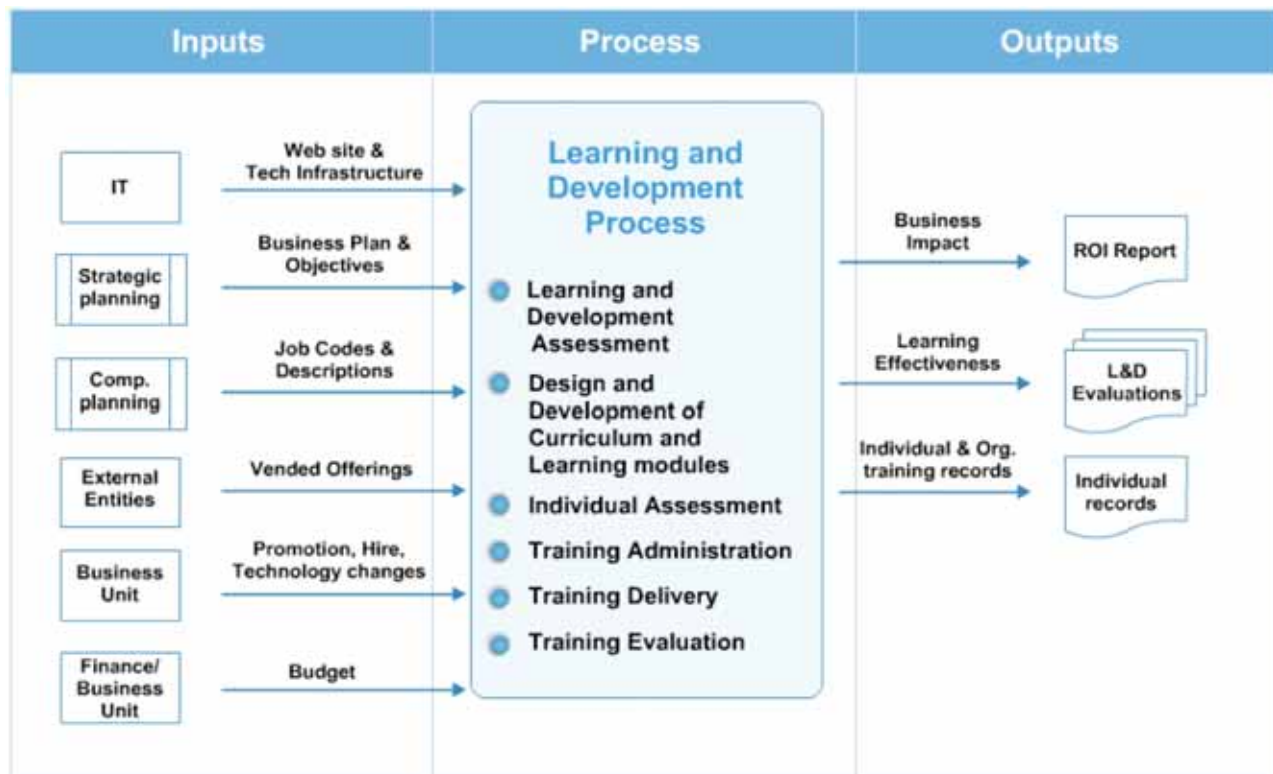 Inputs
Process
Outputs
IT
Web site &
Tech Infrastructure
Strategic
planning
Business Plan &
Objectives
Comp.
planning
Job Codes &
Descriptions
External
Entities
Vended Offerings
Business
Unit
Promotion, Hire,
Technology changes
Finance/
Business
Unit
Budget
Learning and
Development
Process
Learning and
Development
Assessment
Design and
Development of
Curriculum and
Learning modules
Individual Assessment
Training Administration
Training Delivery
Training Evaluation
Business
Impact
ROI Report
Learning
Effectiveness
L&D
Evaluations
Individual & Org.
training records
Individual
records